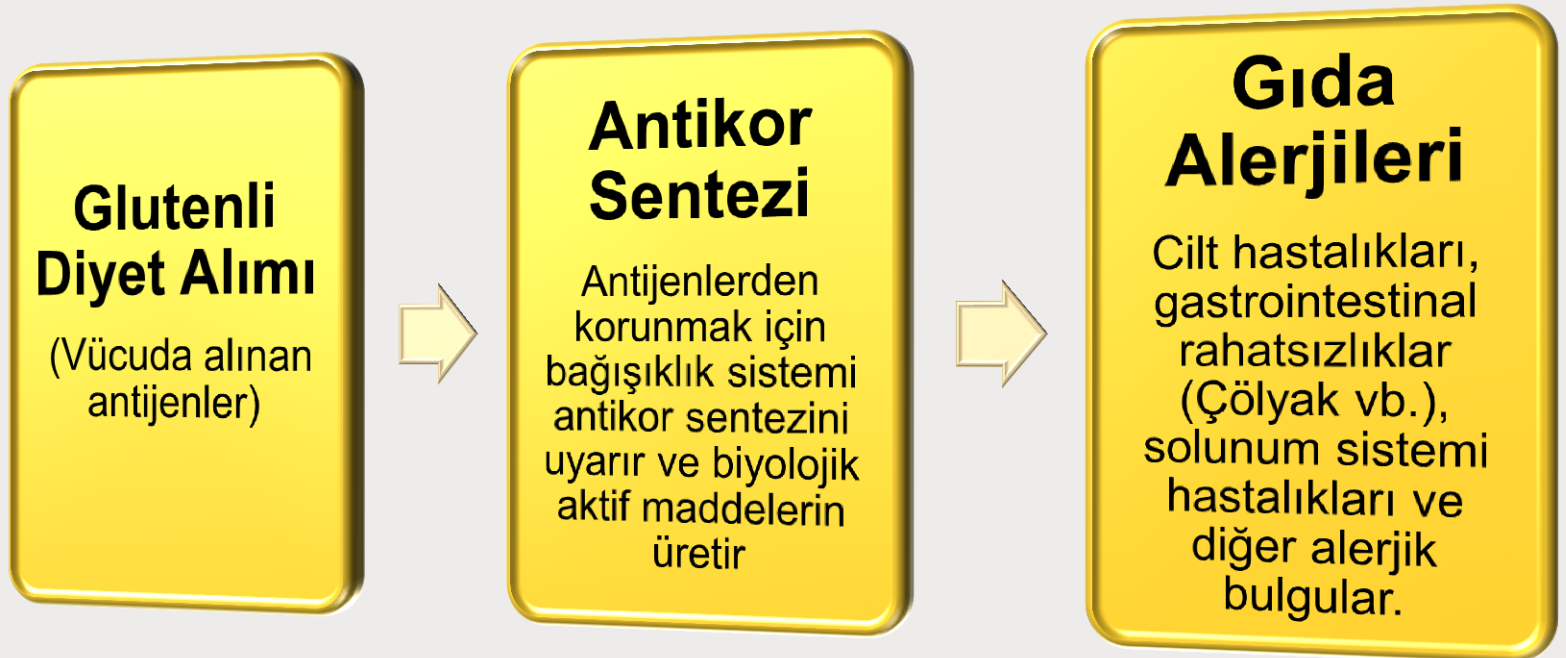 Glutenli
Diyet Alımı
(Vücuda alınan
antijenler)
Antikor
Sentezi
Antijenlerden
korunmak için
bağışıklık sistemi
antikor sentezini
uyarır ve biyolojik
aktif maddelerin
üretir
Gıda
Alerjileri
Cilt hastalıkları,
gastrointestinal
rahatsızlıklar
(Çölyak vb.),
solunum sistemi
hastalıkları ve
diğer alerjik
bulgular.